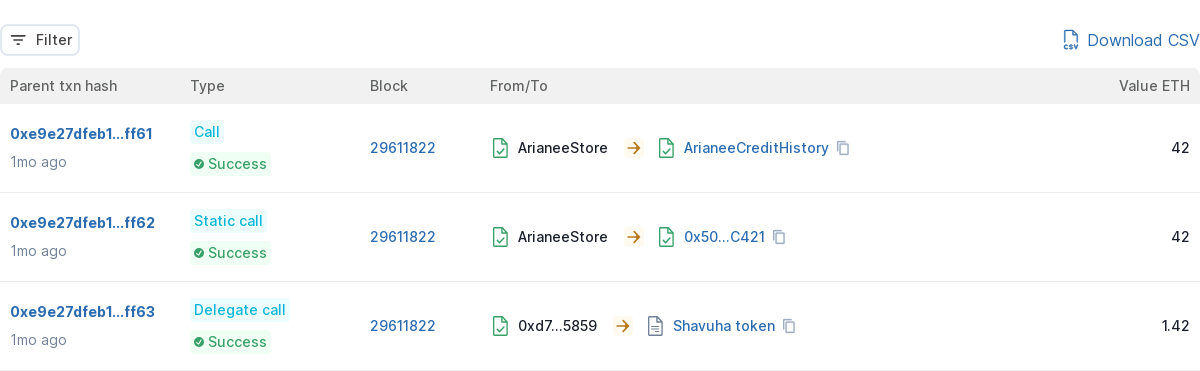 Filter
Download CSV
Parent txn hash Type Block From/To Value ETH
0xe9e27dfeb1...ff61 Call 29611822 ArianeeStore ArianeeCreditHistory 42
1mo ago Success
0xe9e27dfeb1...ff62 Static call 29611822 ArianeeStore 0x50...C421 42
1mo ago Success
0xe9e27dfeb1...ff63 Delegate call 29611822 0xd7...5859 Shavuha token 1.42
1mo ago Success